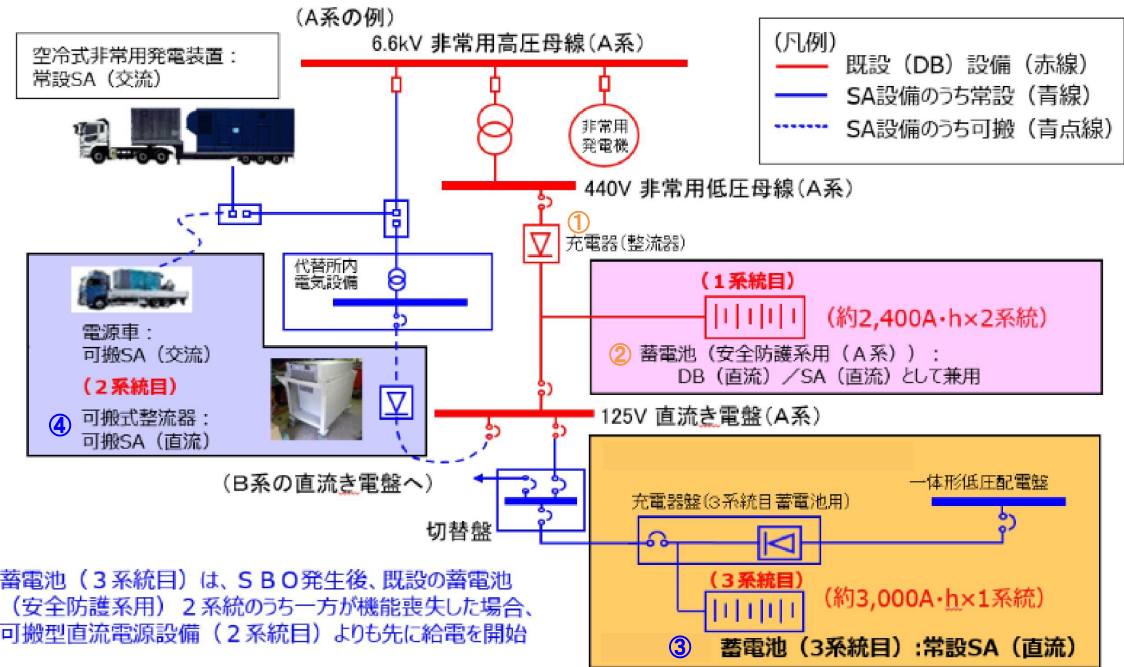 (A系の例)
6.6kV 非常用高圧母線(A系)
空冷式非常用発電装置：
常設SA（交流）
(凡例)
既設（DB）設備（赤線）
SA設備のうち常設（青線）
SA設備のうち可搬（青点線）
非常用
発電機
440V 非常用低圧母線(A系)
①
充電器(整流器)
代替所内
電気設備
（1系統目）
(約2,400A･h×2系統)
② 蓄電池（安全防護系用（A系））：
DB（直流）／SA（直流）として兼用
電源車：
可搬SA（交流）
（２系統目）
④ 可搬式整流器：
可搬SA（直流）
125V 直流き電盤(A系)
(B系の直流き電盤へ)
切替盤
充電器盤(3系統目蓄電池用)
一体形低圧配電盤
（3系統目）
(約3,000A･h×1系統)
③ 蓄電池（3系統目）:常設SA（直流）
蓄電池（３系統目）は、ＳＢＯ発生後、既設の蓄電池
（安全防護系用）２系統のうち一方が機能喪失した場合、
可搬型直流電源設備（２系統目）よりも先に給電を開始